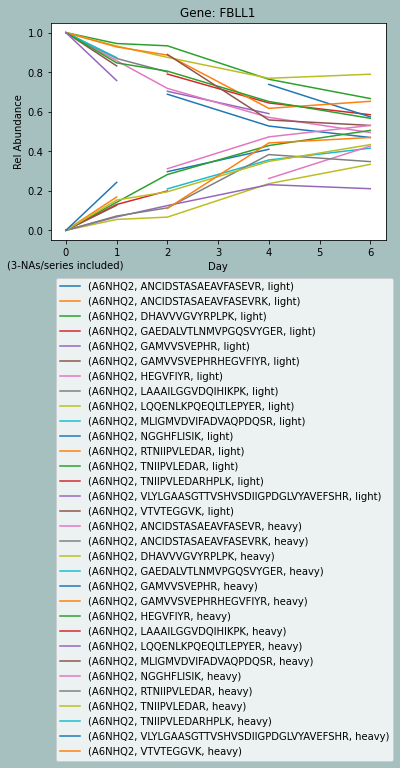 Gene: FBLL1
1.0
0.8
0.6
0.4
0.2
0.0
Rel Abundance
0 1 2 3 4 5 6
Day
(3-NAs/series included)
(A6NHQ2, ANCIDSTASAEAVFASEVR, light)
(A6NHQ2, ANCIDSTASAEAVFASEVRK, light)
(A6NHQ2, DHAVVVGVYRPLPK, light)
(A6NHQ2, GAEDALVTLNMVPGQSVYGER, light)
(A6NHQ2, GAMVVSVEPHR, light)
(A6NHQ2, GAMVVSVEPHRHEGVFIYR, light)
(A6NHQ2, HEGVFIYR, light)
(A6NHQ2, LAAAILGGVDQIHIKPK, light)
(A6NHQ2, LQQENLKPQEQLTLEPYER, light)
(A6NHQ2, MLIGMVDVIFADVAQPDQSR, light)
(A6NHQ2, NGGHFLISIK, light)
(A6NHQ2, RTNIIPVLEDAR, light)
(A6NHQ2, TNIIPVLEDAR, light)
(A6NHQ2, TNIIPVLEDARHPLK, light)
(A6NHQ2, VLYLGAASGTTVSHVSDIIGPDGLVYAVEFSHR, light)
(A6NHQ2, VTVTEGGVK, light)
(A6NHQ2, ANCIDSTASAEAVFASEVR, heavy)
(A6NHQ2, ANCIDSTASAEAVFASEVRK, heavy)
(A6NHQ2, DHAVVVGVYRPLPK, heavy)
(A6NHQ2, GAEDALVTLNMVPGQSVYGER, heavy)
(A6NHQ2, GAMVVSVEPHR, heavy)
(A6NHQ2, GAMVVSVEPHRHEGVFIYR, heavy)
(A6NHQ2, HEGVFIYR, heavy)
(A6NHQ2, LAAAILGGVDQIHIKPK, heavy)
(A6NHQ2, LQQENLKPQEQLTLEPYER, heavy)
(A6NHQ2, MLIGMVDVIFADVAQPDQSR, heavy)
(A6NHQ2, NGGHFLISIK, heavy)
(A6NHQ2, RTNIIPVLEDAR, heavy)
(A6NHQ2, TNIIPVLEDAR, heavy)
(A6NHQ2, TNIIPVLEDARHPLK, heavy)
(A6NHQ2, VLYLGAASGTTVSHVSDIIGPDGLVYAVEFSHR, heavy)
(A6NHQ2, VTVTEGGVK, heavy)